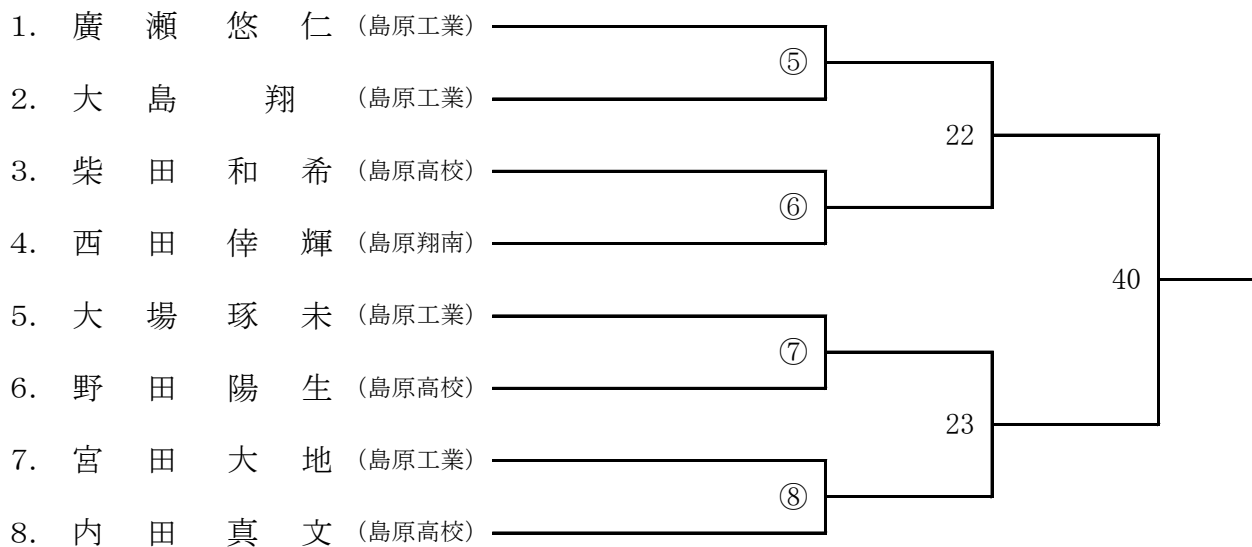 1. 廣瀬悠仁 (島原工業)
⑤
2. 大島翔 (島原工業)
22
3. 柴田和希 (島原高校)
⑥
4. 西田倖輝 (島原翔南)
40
5. 大場琢未 (島原工業)
⑦
6. 野田陽生 (島原高校)
23
7. 宮田大地 (島原工業)
⑧
8. 内田真文 (島原高校)